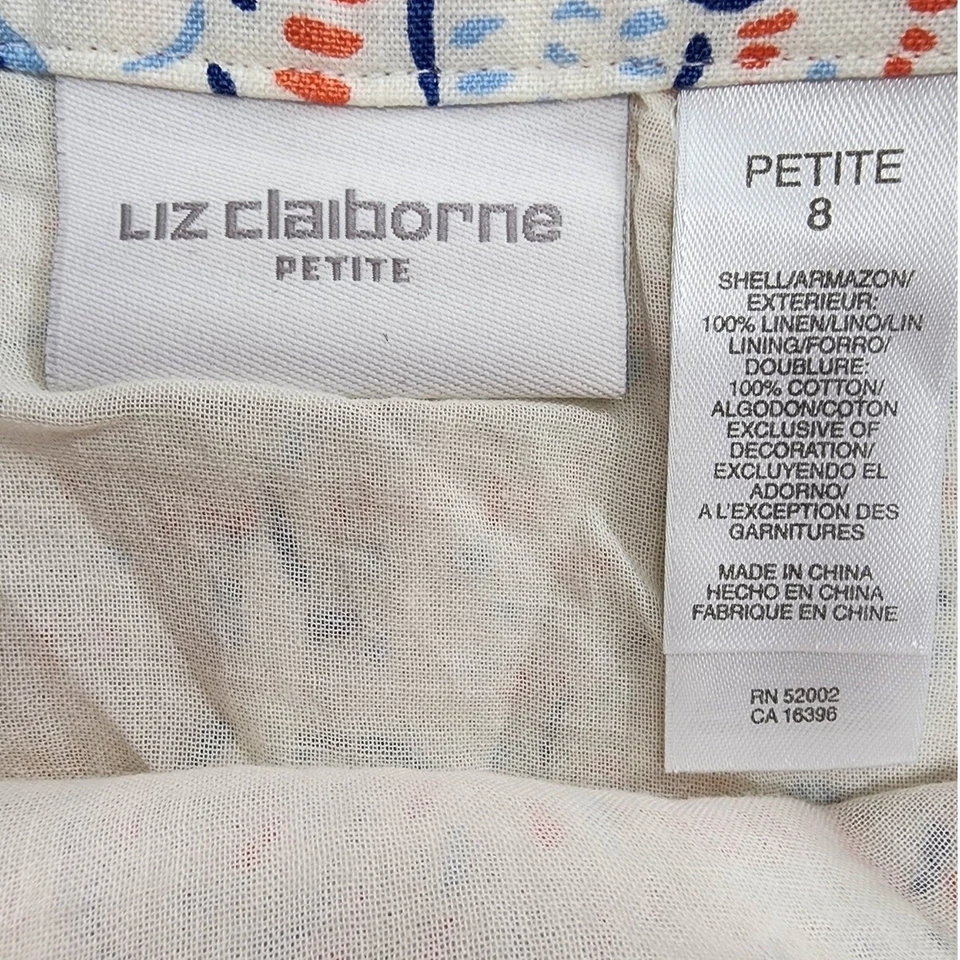 LIZ claiborne
PETITE
PETITE
8
SHELL/ARMAZON/
EXTERIEUR:
100% LINEN/LINO/LIN
LINING/FORRO/
DOUBLURE:
100% COTTON/
ALGODON/COTON
EXCLUSIVE OF
DECORATION/
EXCLUYENDO EL
ADORNO/
A L'EXCEPTION DES
GARNITURES
MADE IN CHINA
HECHO EN CHINA
FABRIQUE EN CHINE
RN 52002
CA 16396